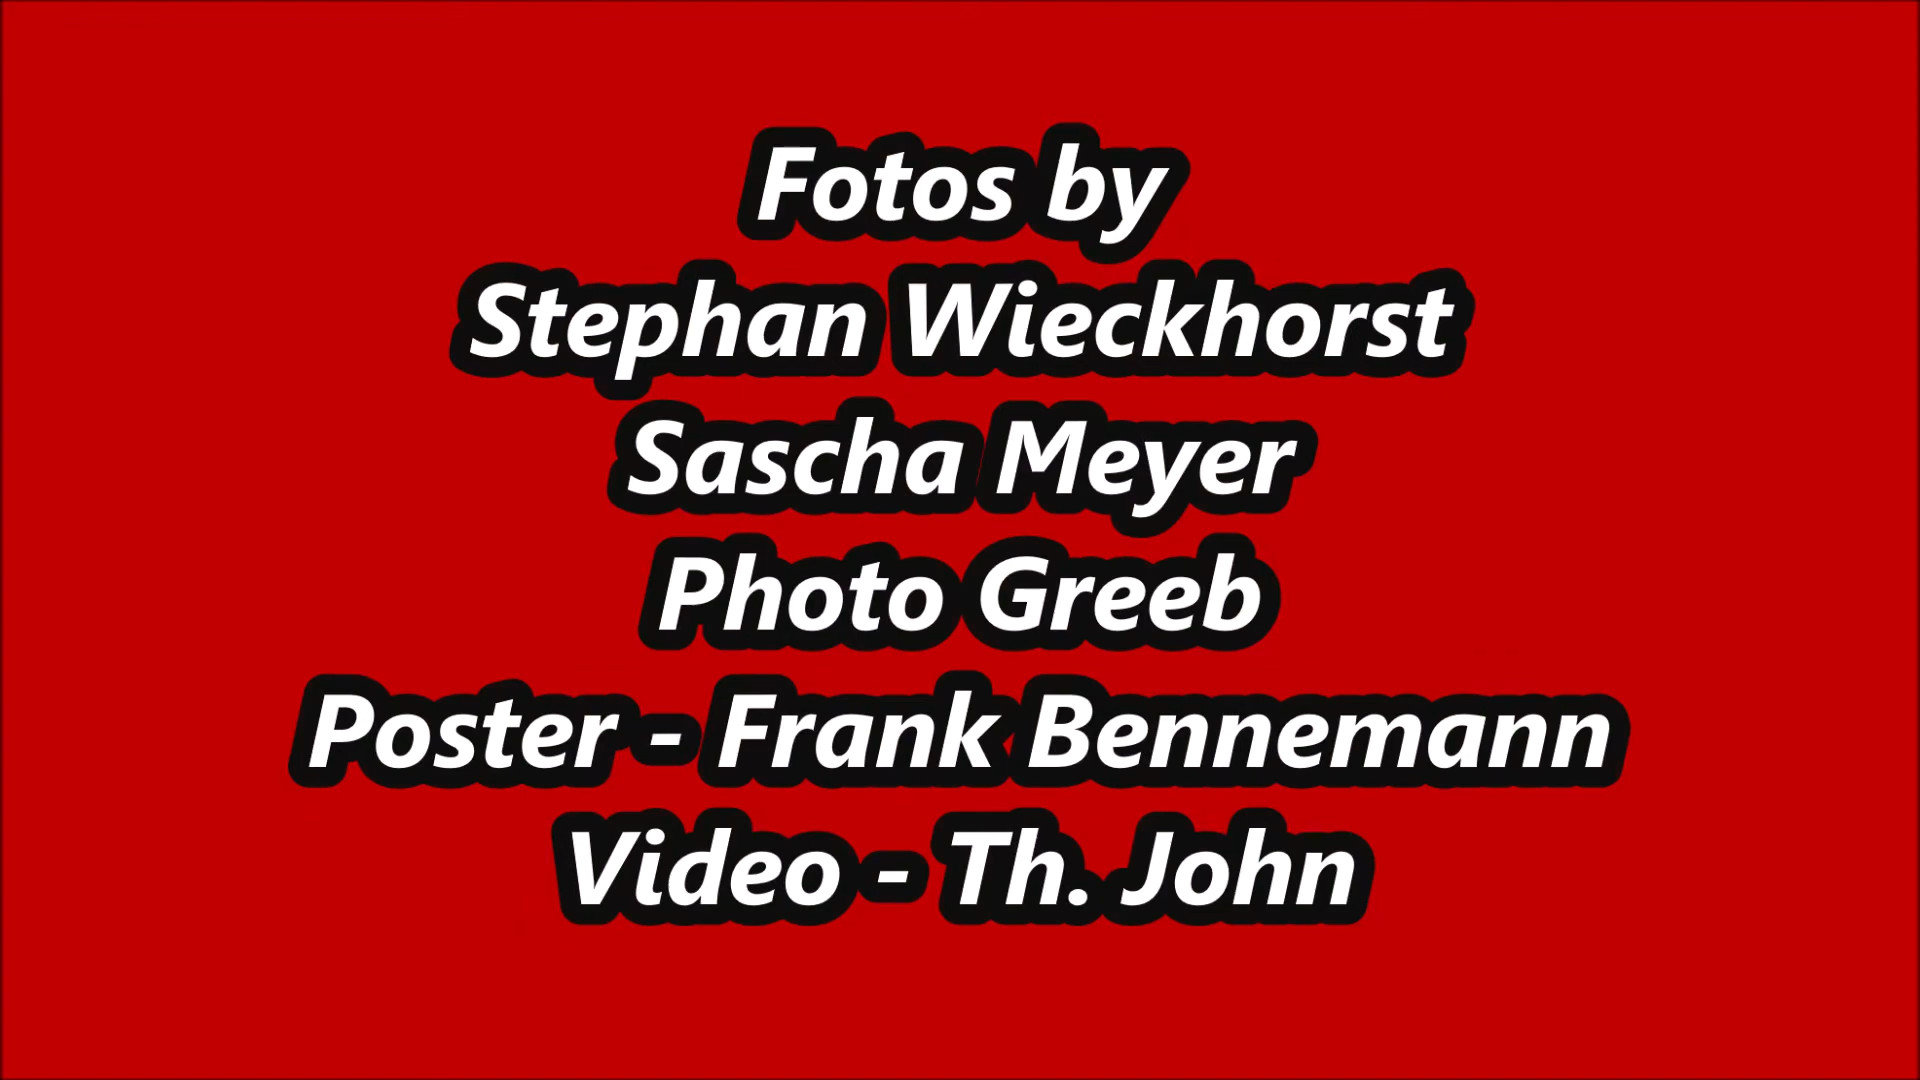 Fotos by
Stephan Wieckhorst
Sascha Meyer
Photo Greeb
Poster - Frank Bennemann
Video - Th. John